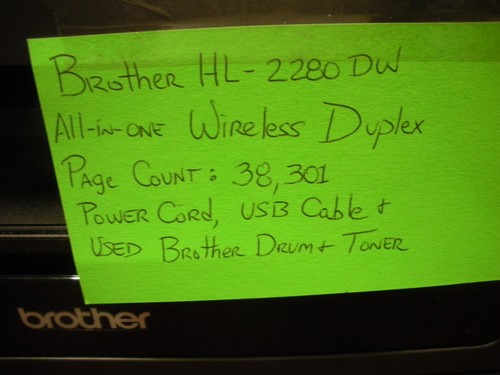 Brother HL-2280DW
All-in-one Wireless Duplex
Page Count: 38,301
Power Cord, USB Cable +
Used Brother Drum + Toner
brother